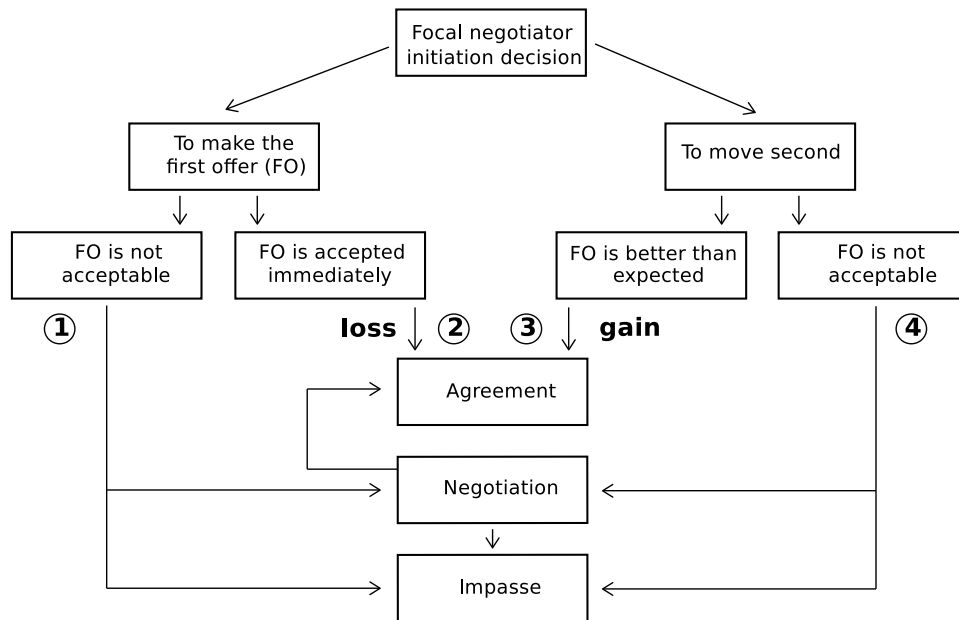 Focal negotiator
initiation decision
To make the
first offer (FO)
To move second
FO is not
acceptable
FO is accepted
immediately
FO is better than
expected
FO is not
acceptable
1
loss
2
3
gain
4
Agreement
Negotiation
Impasse